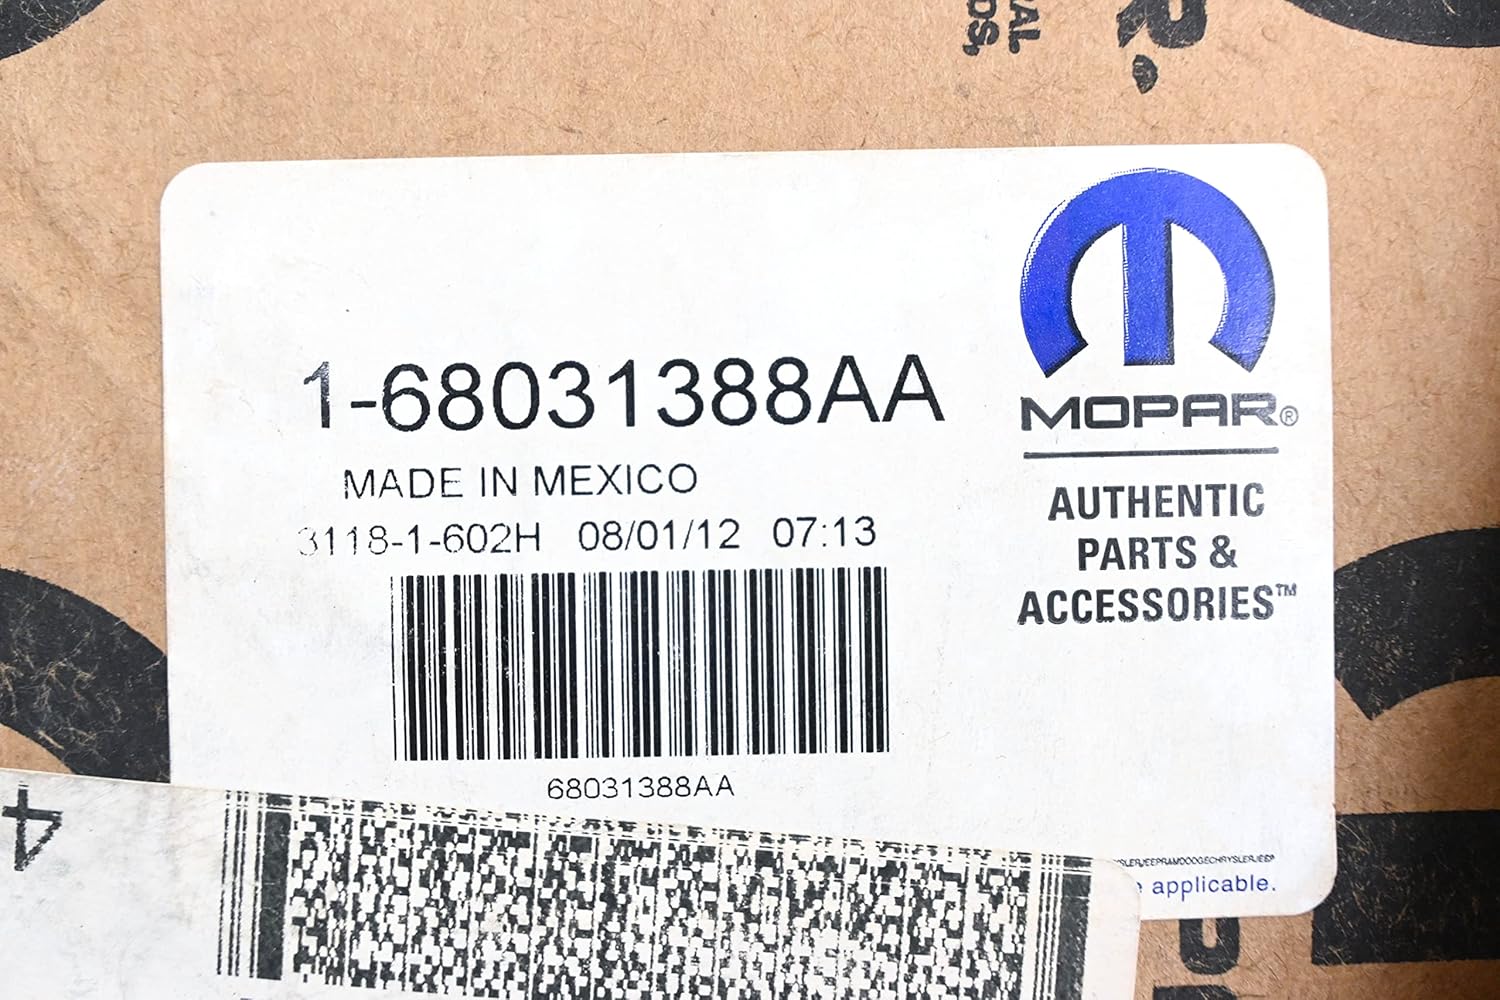 1-68031388AA
MADE IN MEXICO
3118-1-602H 08/01/12 07:13
68031388AA
MOPAR®
AUTHENTIC
PARTS &
ACCESSORIES™
applicable.
4